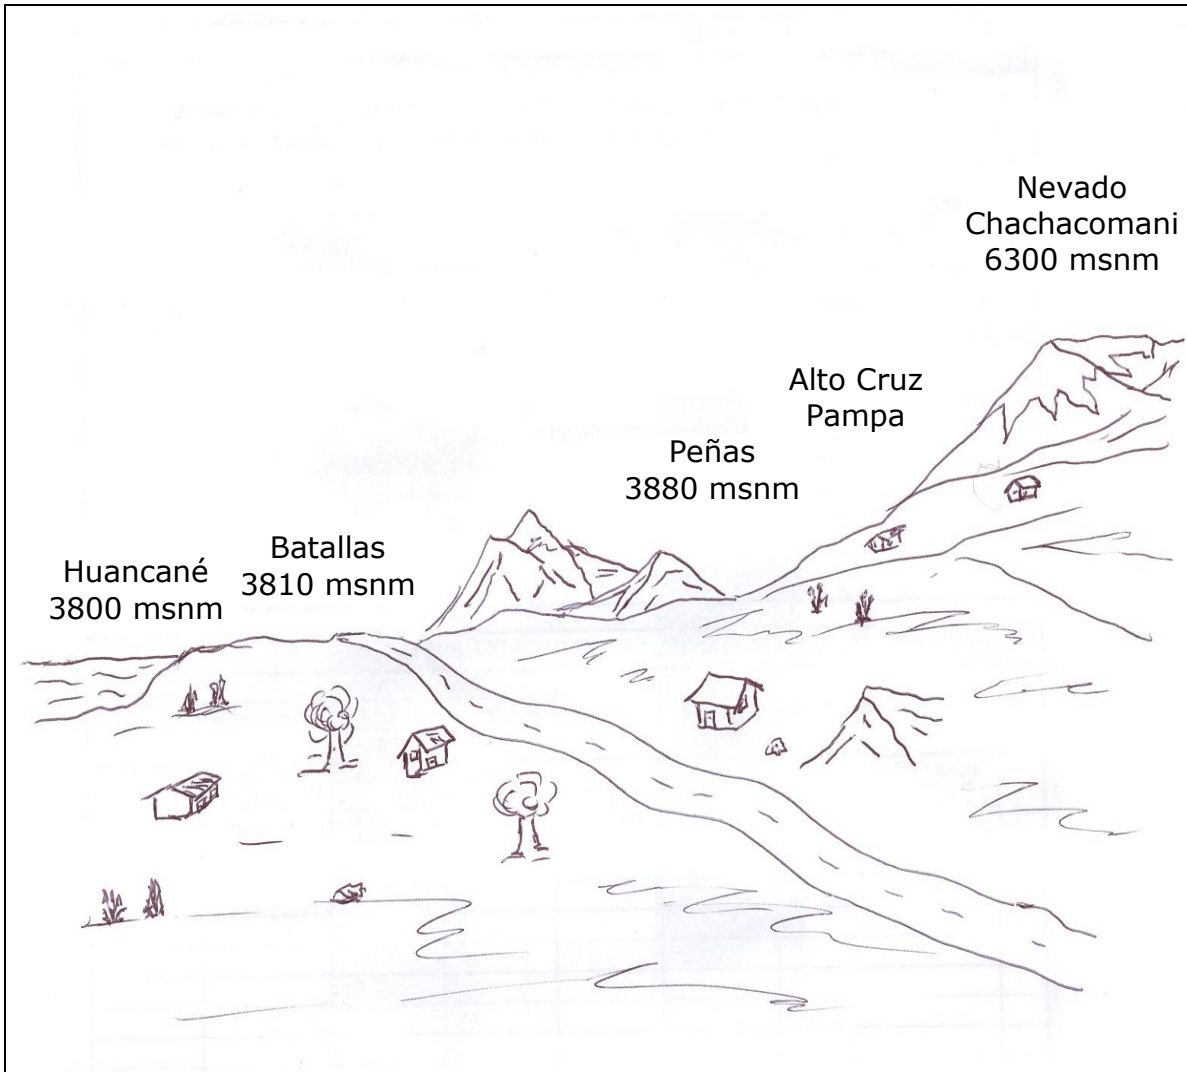 Nevado
Chachacomani
6300 msnm
Alto Cruz
Pampa
Peñas
3880 msnm
Batallas
3810 msnm
Huancané
3800 msnm